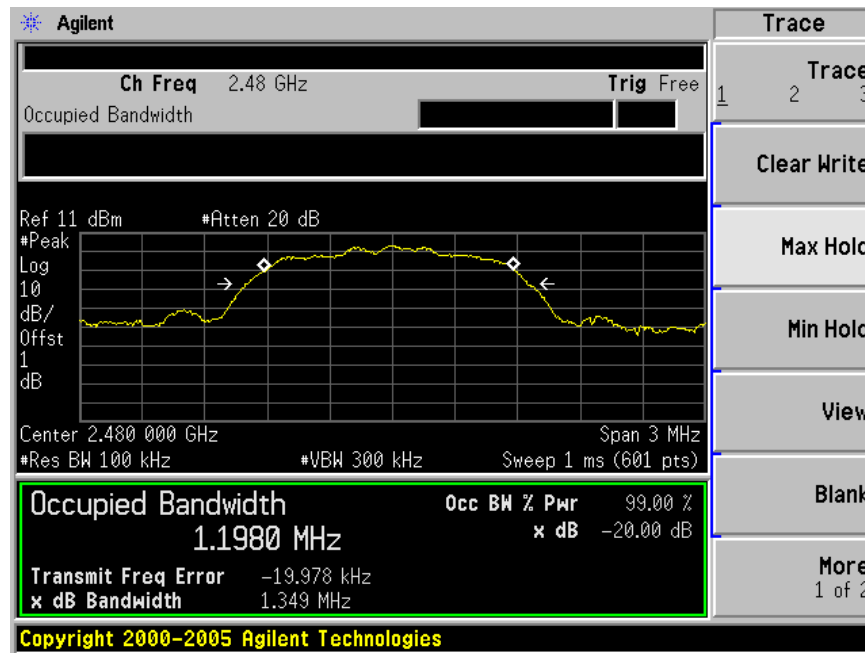 Agilent
Trace
Ch Freq 2.48 GHz
Trig Free
Occupied Bandwidth
Ref 11 dBm #Atten 20 dB
#Peak
Log
10
dB/
Offst
1
dB
Center 2.480 000 GHz
Span 3 MHz
#Res BW 100 kHz #VBW 300 kHz Sweep 1 ms (601 pts)
Occupied Bandwidth
1.1980 MHz
Occ BW % Pwr 99.00 %
x dB -20.00 dB
Transmit Freq Error -19.978 kHz
x dB Bandwidth 1.349 MHz
Copyright 2000-2005 Agilent Technologies
Trace
1 2 3
Clear Write
Max Hold
Min Hold
View
Blank
More
1 of 2